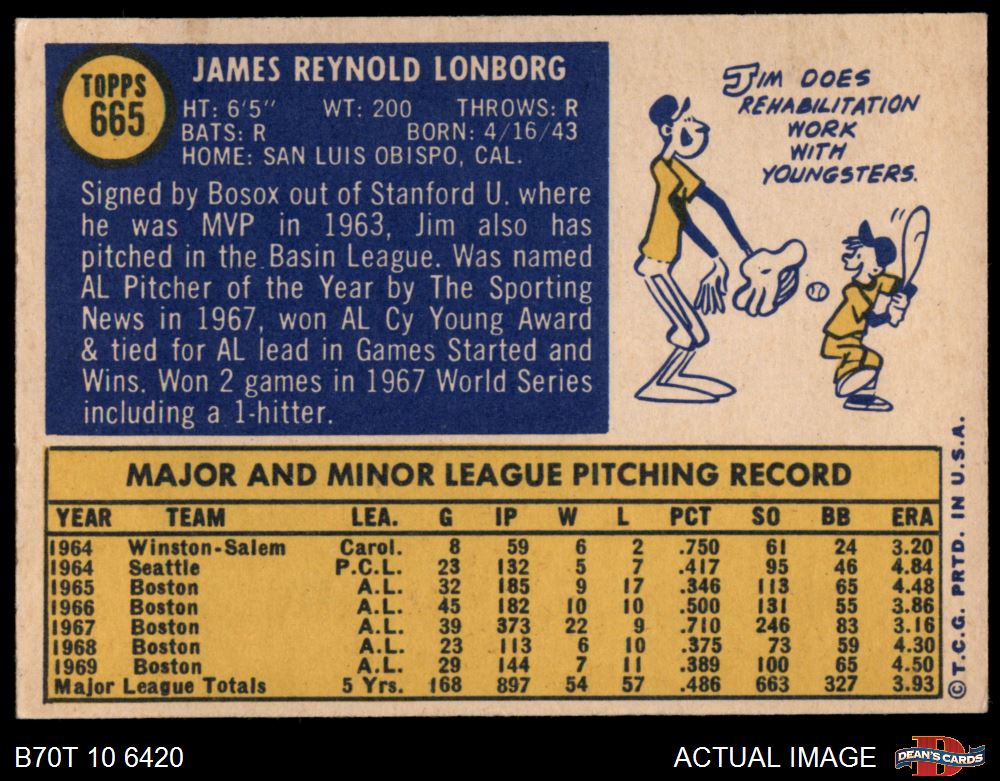 TOPPS
665
JAMES REYNOLD LONBORG
HT: 6'5" WT: 200 THROWS: R
BATS: R BORN: 4/16/43
HOME: SAN LUIS OBISPO, CAL.
Signed by Bosox out of Stanford U. where
he was MVP in 1963, Jim also has
pitched in the Basin League. Was named
AL Pitcher of the Year by The Sporting
News in 1967, won AL Cy Young Award
& tied for AL lead in Games Started and
Wins. Won 2 games in 1967 World Series
including a 1-hitter.
JIM DOES
REHABILITATION
WORK
WITH
YOUNGSTERS.
MAJOR AND MINOR LEAGUE PITCHING RECORD
YEAR TEAM LEA. G IP W L PCT SO BB ERA
1964 Winston-Salem Carol. 8 59 6 2 .750 61 24 3.20
1964 Seattle P.C.L. 23 132 5 7 .417 95 46 4.84
1965 Boston A.L. 32 185 9 17 .346 113 65 4.48
1966 Boston A.L. 45 182 10 10 .500 131 55 3.86
1967 Boston A.L. 39 373 22 9 .710 246 83 3.16
1968 Boston A.L. 23 113 6 10 .375 73 59 4.30
1969 Boston A.L. 29 144 7 11 .389 100 65 4.50
Major League Totals 5 Yrs. 168 897 54 57 .486 663 327 3.93
© T.C.G. PRTD. IN U.S.A.
B70T 10 6420
ACTUAL IMAGE
D
DEAN'S CARDS